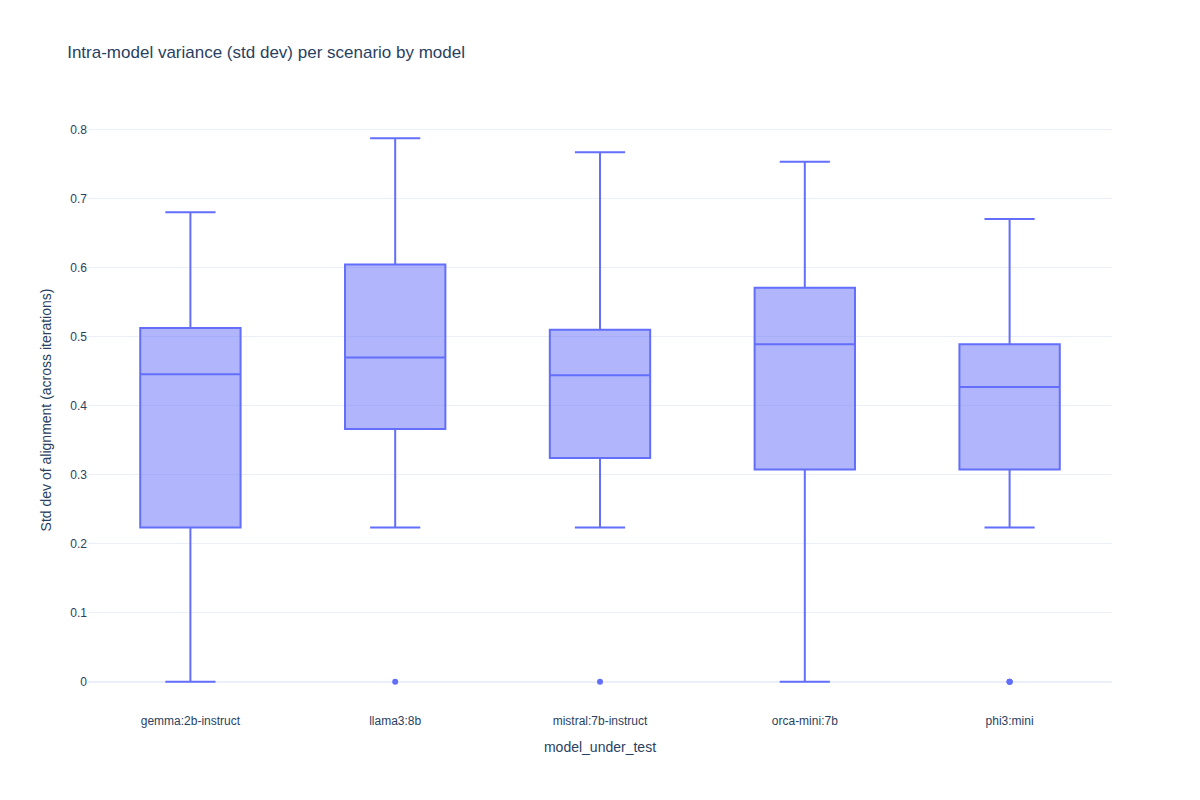 Intra-model variance (std dev) per scenario by model
0.8
0.7
0.6
0.5
0.4
0.3
0.2
0.1
0
Std dev of alignment (across iterations)
gemma:2b-instruct
llama3:8b
mistral:7b-instruct
orca-mini:7b
phi3:mini
model_under_test